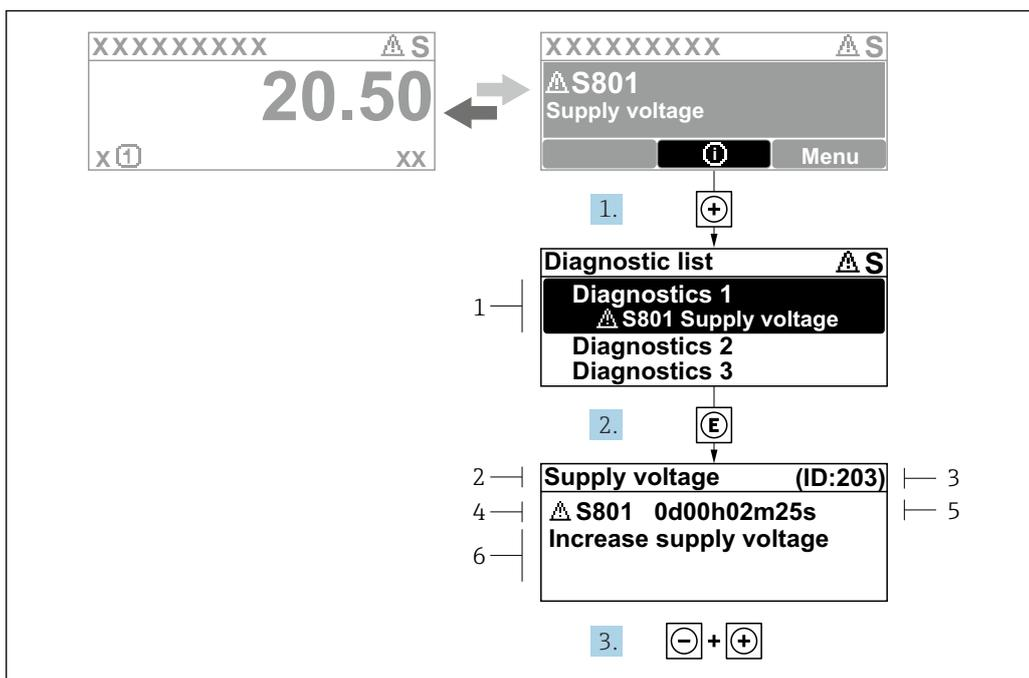 XXXXXXXXX ⚠ S
20.50
x ① xx
XXXXXXXXX ⚠ S
⚠ S801
Supply voltage
ⓘ Menu
1. ⊕
Diagnostic list ⚠ S
1
Diagnostics 1
⚠ S801 Supply voltage
Diagnostics 2
Diagnostics 3
2. Ⓔ
2 Supply voltage (ID:203) 3
4 ⚠ S801 0d00h02m25s 5
Increase supply voltage
6
3. ⊖ + ⊕